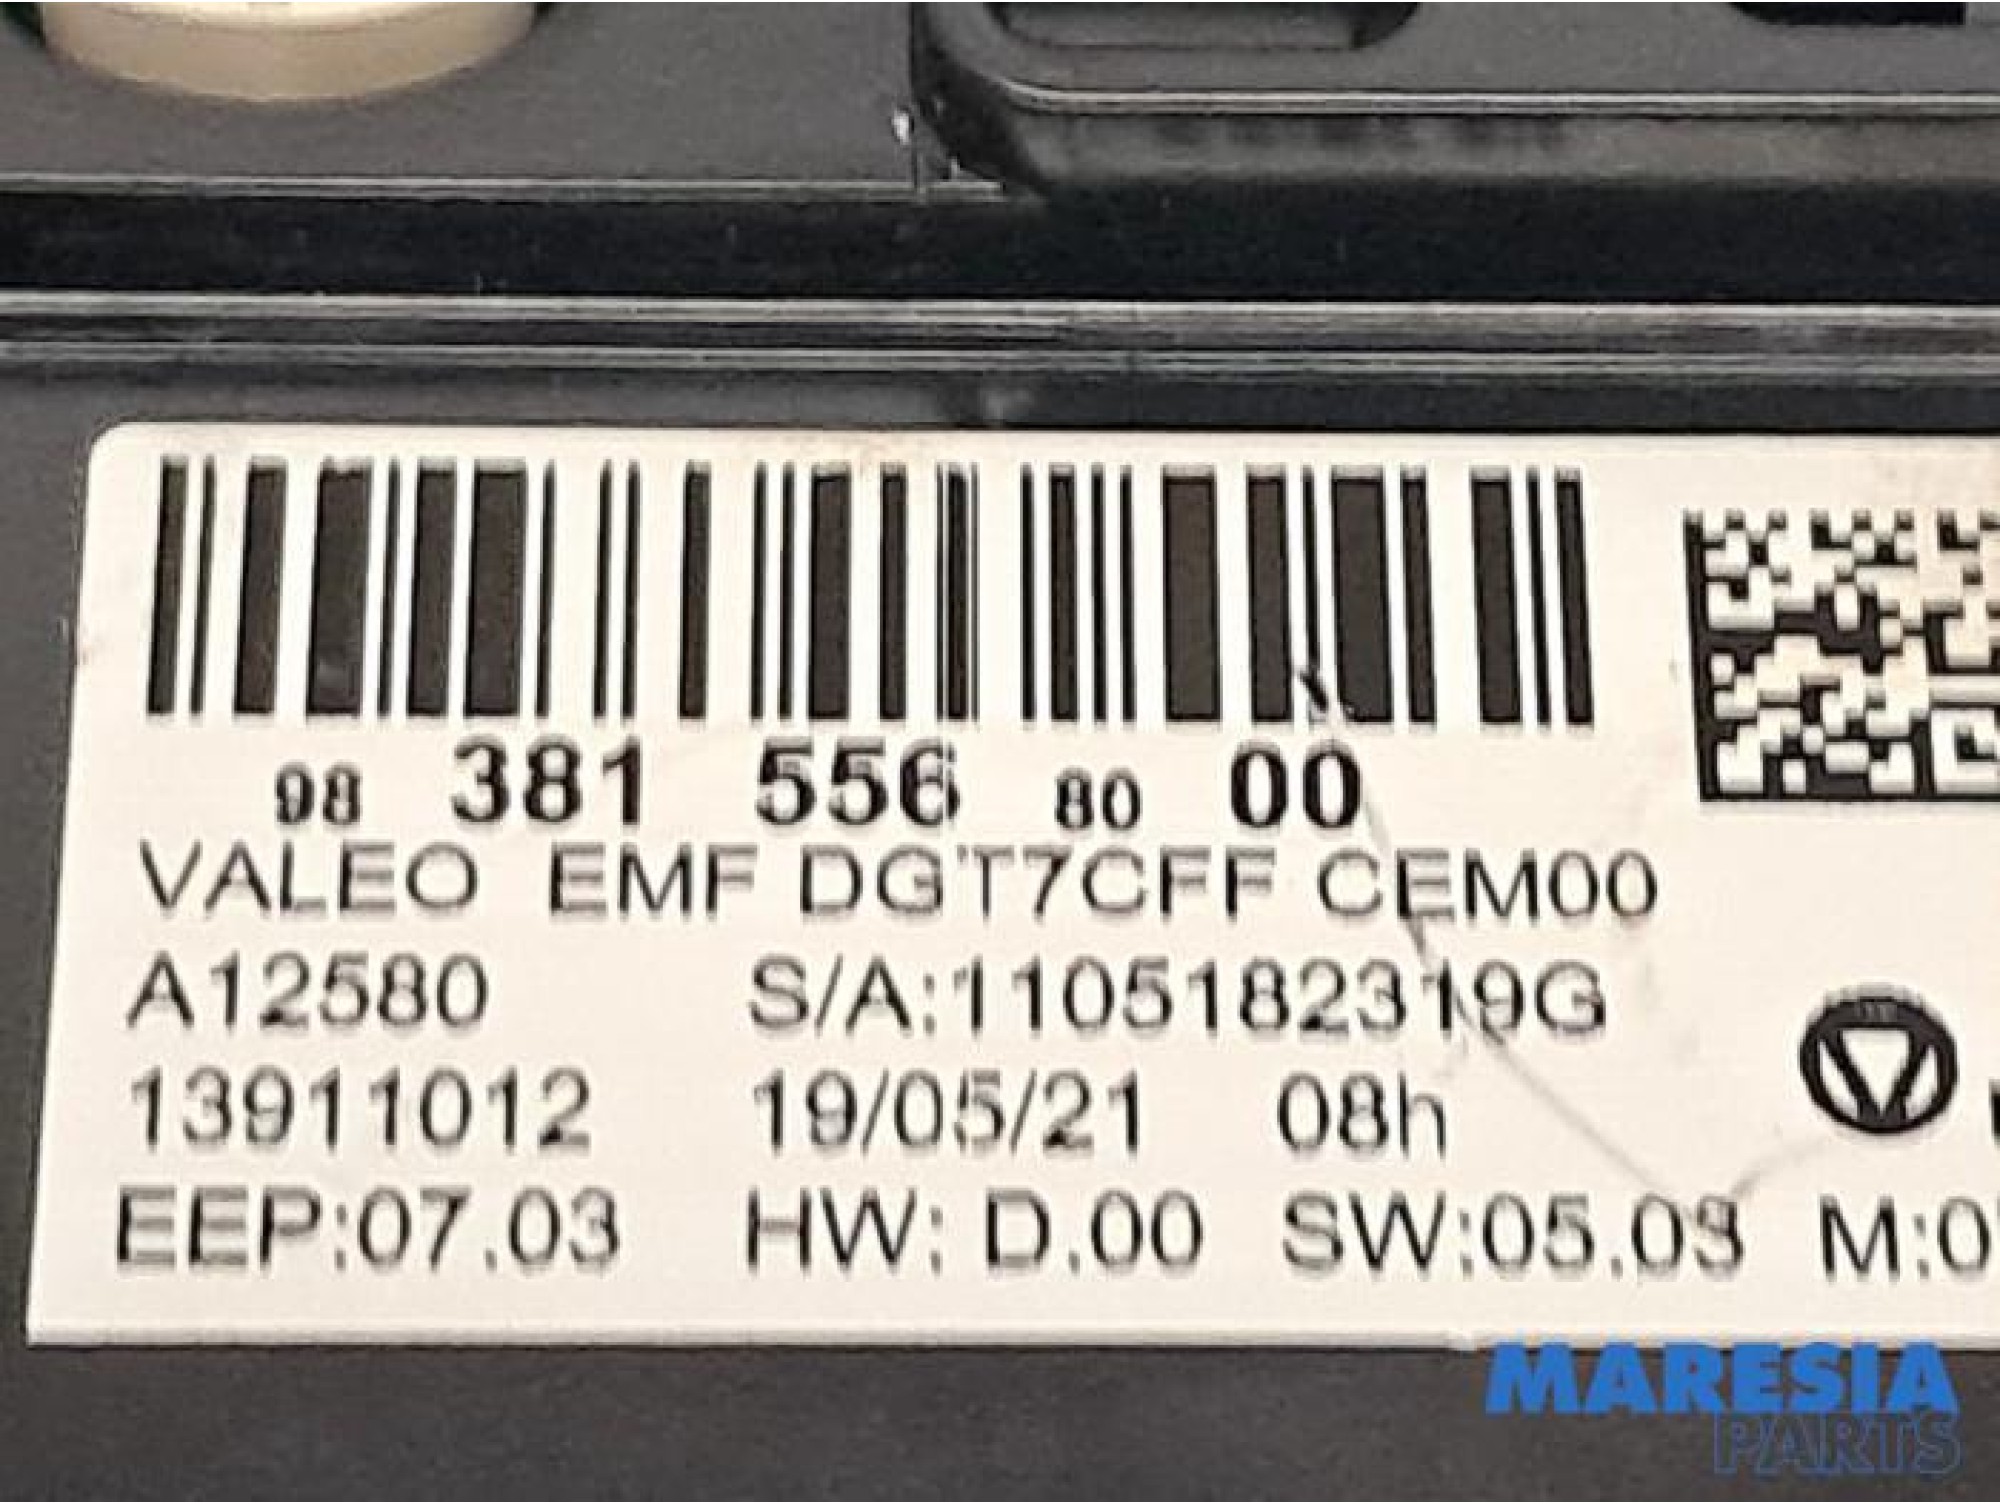 98 381 556 80 00
VALEO EMF DGT7CFF CEM00
A12580 S/A:1105182319G
13911012 19/05/21 08h
EEP:07.03 HW: D.00 SW:05.03 M:0
MARESIA
PARTS